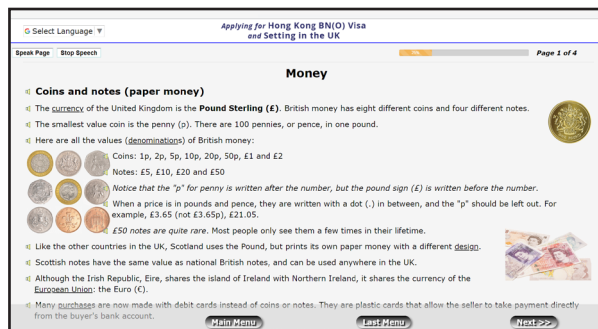 G Select Language ▼
Applying for Hong Kong BN(O) Visa
and Setting in the UK
Speak Page Stop Speech
Page 1 of 4
Money
Coins and notes (paper money)
The currency of the United Kingdom is the Pound Sterling (£). British money has eight different coins and four different notes.
The smallest value coin is the penny (p). There are 100 pennies, or pence, in one pound.
Here are all the values (denominations) of British money:
Coins: 1p, 2p, 5p, 10p, 20p, 50p, £1 and £2
Notes: £5, £10, £20 and £50
Notice that the "p" for penny is written after the number, but the pound sign (£) is written before the number.
When a price is in pounds and pence, they are written with a dot (.) in between, and the "p" should be left out. For
example, £3.65 (not £3.65p), £21.05.
£50 notes are quite rare. Most people only see them a few times in their lifetime.
Like the other countries in the UK, Scotland uses the Pound, but prints its own paper money with a different design.
Scottish notes have the same value as national British notes, and can be used anywhere in the UK.
Although the Irish Republic, Eire, shares the island of Ireland with Northern Ireland, it shares the currency of the
European Union: the Euro (€).
Many purchases are now made with debit cards instead of coins or notes. They are plastic cards that allow the seller to take payment directly
from the buyer's bank account.
Main Menu Last Menu Next >>